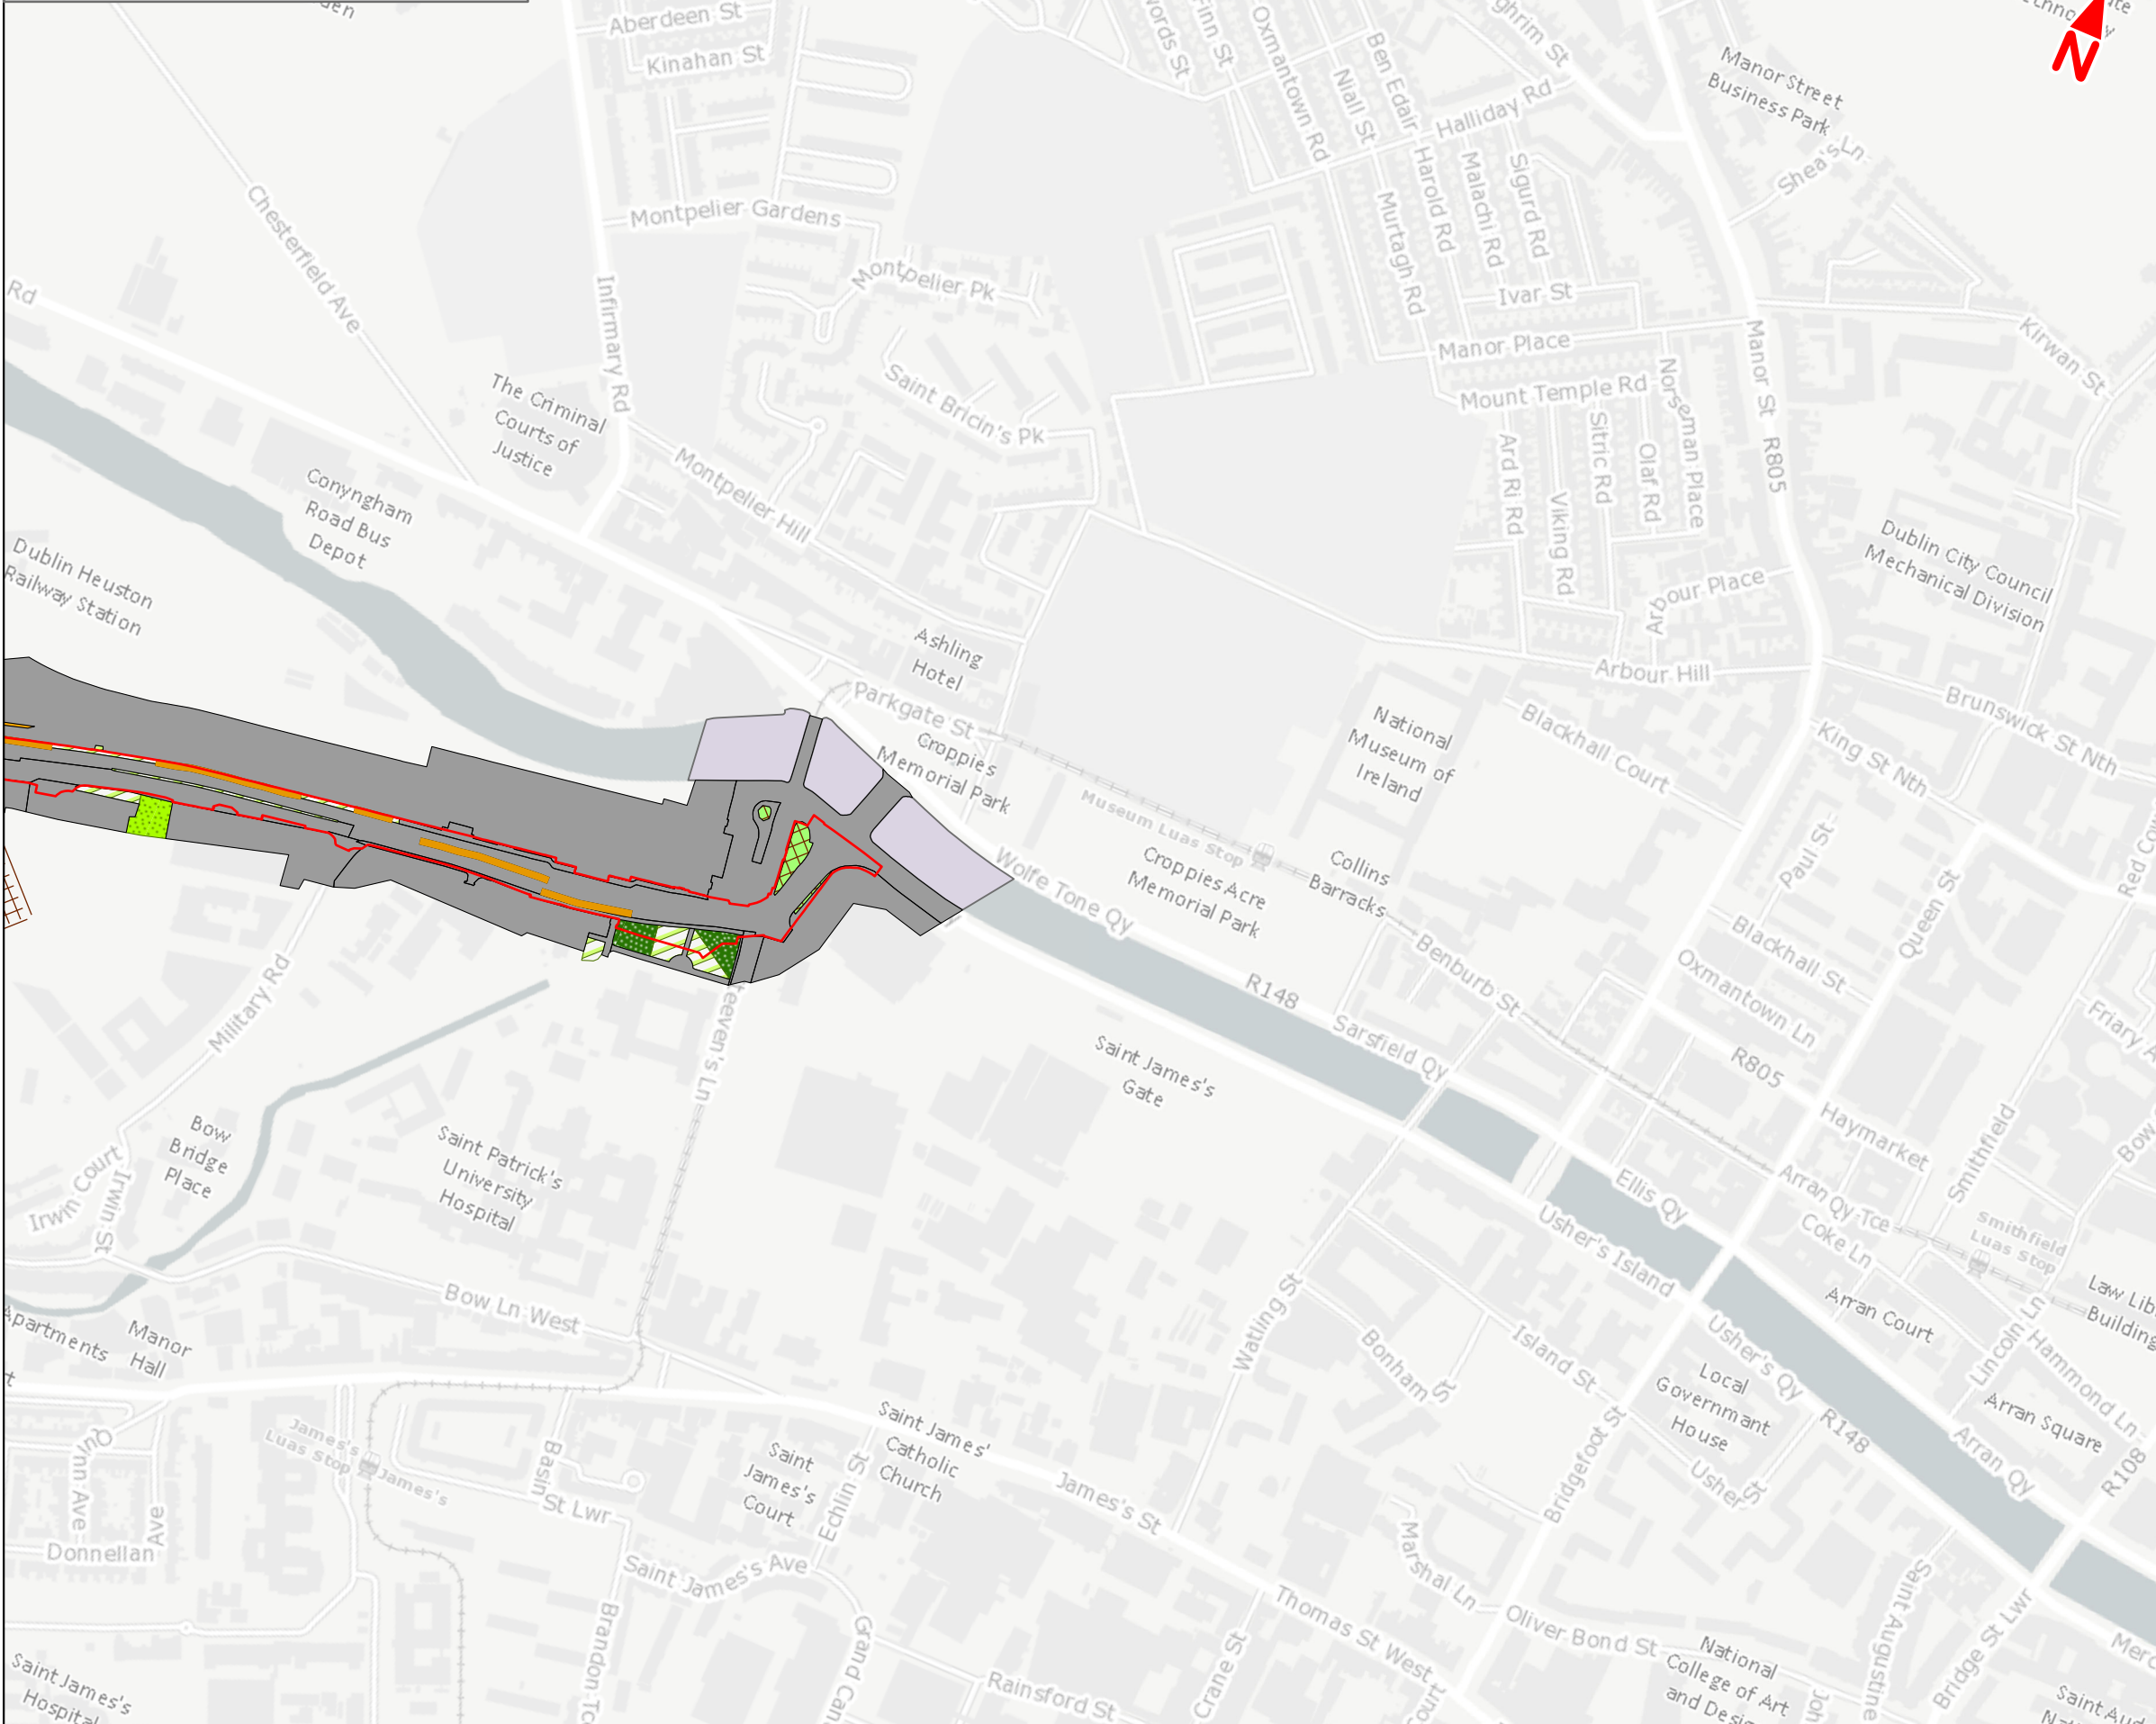 Aberdeen St
Kinahan St
Finn St
Oxmantown Rd
Niall St
Ben Edair
Halliday Rd
Manor Street
Business Park
Shea's Ln
N
Chesterfield Ave
Montpelier Gardens
Harold Rd
Malachi Rd
Sigurd Rd
Murtagh Rd
Montpelier Pk
Infirmary Rd
Rd
Ivar St
Manor Place
Manor St
R805
Kirwan St
Saint Bricin's Pk
Mount Temple Rd
Norseman Place
The Criminal
Courts of
Justice
Ard Ri Rd
Sitric Rd
Olaf Rd
Viking Rd
Montpelier Hill
Conyngham
Road Bus
Depot
Dublin City Council
Mechanical Division
Dublin Heuston
Railway Station
Arbour Place
Arbour Hill
Ashling
Hotel
Parkgate St
Croppies
Memorial Park
National
Museum of
Ireland
Blackhall Court
King St Nth
Brunswick St Nth
Museum Luas Stop
Collins
Barracks
Paul St
Wolfe Tone Qy
Croppies Acre
Memorial Park
Queen St
Blackhall St
Benburb St
Oxmantown Ln
R148
Sarsfield Qy
R805
Haymarket
Smithfield
Military Rd
Saint James's
Gate
Bow
Bridge
Place
Saint Patrick's
University
Hospital
Irwin Court
Irwin St
Ellis Qy
Arran Qy Tce
Coke Ln
Smithfield
Luas Stop
Usher's Island
Arran Court
Lincoln Ln
Hammond Ln
Bow Ln West
Apartments
Manor
Hall
Watling St
Bonham
St
Island St
Usher's Qy
Local
Governmant
House
Arran Square
R148
Arran Qy
R108
James's
Luas Stop
James's
Basin
St Lwr
Saint
James's
Court
Echlin St
Saint James'
Catholic
Church
James's St
Bridgefoot St
Usher
St
Quinn Ave
Donnellan
Ave
Saint James's Ave
Marshal Ln
Thomas St West
Oliver Bond St
Crane St
Rainsford St
National
College of Art
Bridge St Lwr
Saint James's